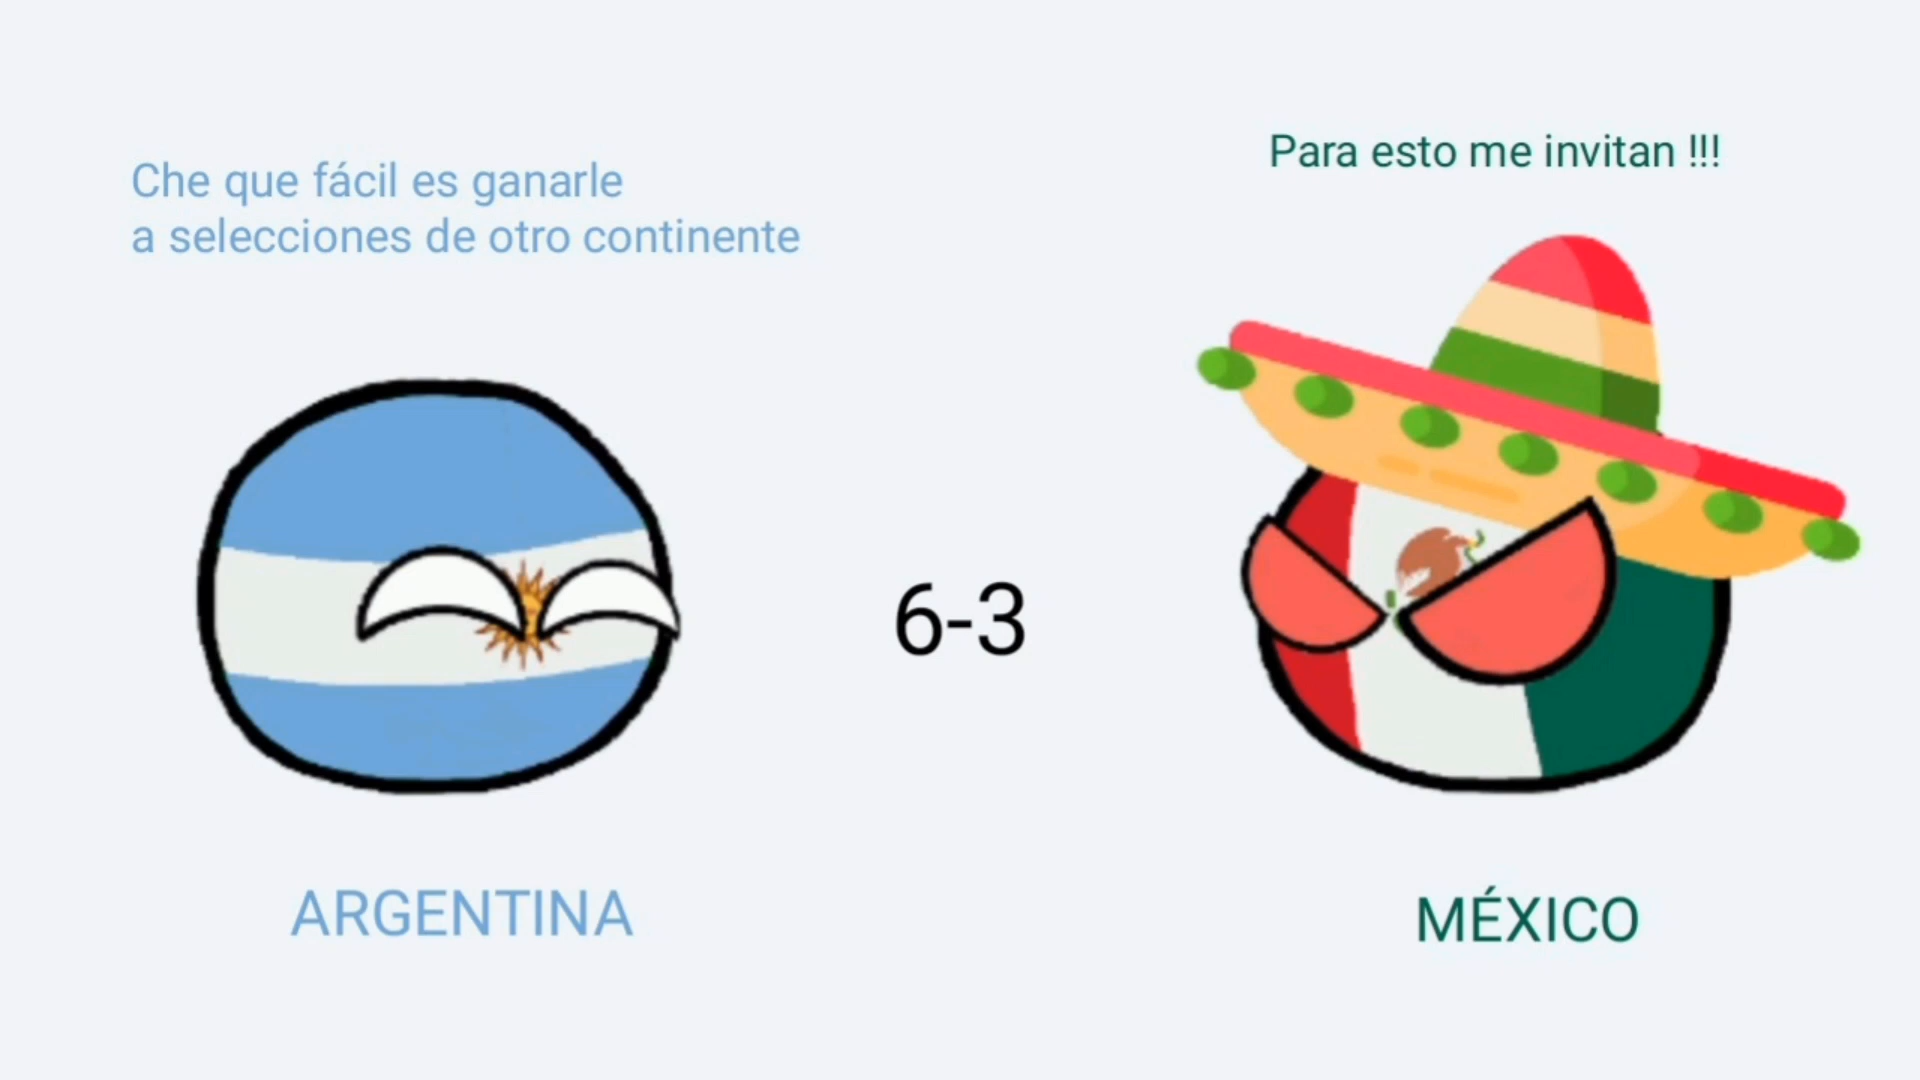 Che que fácil es ganarle
a selecciones de otro continente
Para esto me invitan !!!
6-3
ARGENTINA
MÉXICO